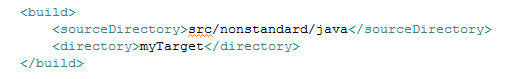 <build>
<sourceDirectory>src/nonstandard/java</sourceDirectory>
<directory>myTarget</directory>
</build>